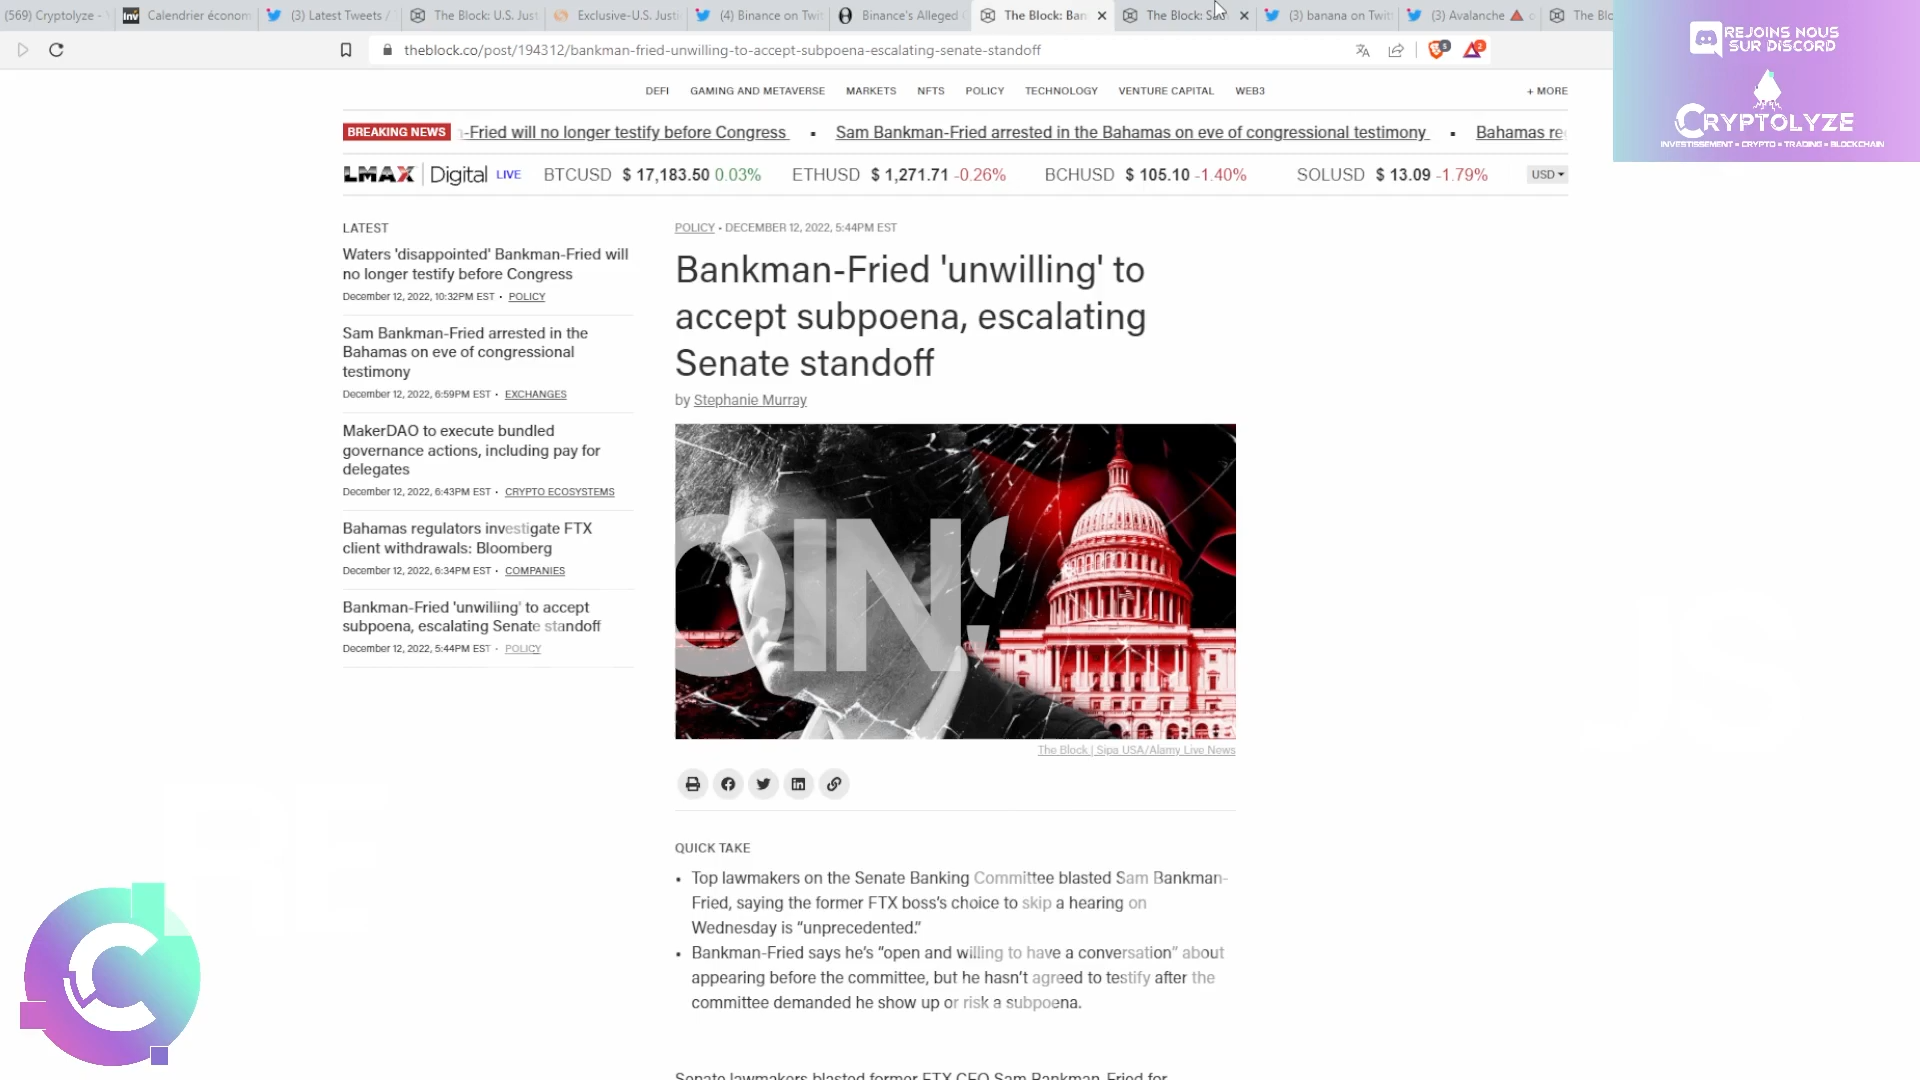 (569) Cryptolyze -
Calendrier économ
(3) Latest Tweets /
The Block: U.S. Just
Exclusive-U.S. Justi
(4) Binance on Twit
Binance's Alleged
The Block: Ban
The Block:
(3) banana on Twit
(3) Avalanche
The Blo
theblock.co/post/194312/bankman-fried-unwilling-to-accept-subpoena-escalating-senate-standoff
REJOINS NOUS
SUR DISCORD
CRYPTOLYZE
INVESTISSEMENT • CRYPTO • TRADING • BLOCKCHAIN
DEFI GAMING AND METAVERSE MARKETS NFTS POLICY TECHNOLOGY VENTURE CAPITAL WEB3 + MORE
BREAKING NEWS -Fried will no longer testify before Congress ▪ Sam Bankman-Fried arrested in the Bahamas on eve of congressional testimony ▪ Bahamas re
LMAX Digital LIVE BTCUSD $ 17,183.50 0.03% ETHUSD $ 1,271.71 -0.26% BCHUSD $ 105.10 -1.40% SOLUSD $ 13.09 -1.79% USD
LATEST
Waters 'disappointed' Bankman-Fried will
no longer testify before Congress
December 12, 2022, 10:32PM EST • POLICY
Sam Bankman-Fried arrested in the
Bahamas on eve of congressional
testimony
December 12, 2022, 6:59PM EST • EXCHANGES
MakerDAO to execute bundled
governance actions, including pay for
delegates
December 12, 2022, 6:43PM EST • CRYPTO ECOSYSTEMS
Bahamas regulators investigate FTX
client withdrawals: Bloomberg
December 12, 2022, 6:34PM EST • COMPANIES
Bankman-Fried 'unwilling' to accept
subpoena, escalating Senate standoff
December 12, 2022, 5:44PM EST • POLICY
POLICY • DECEMBER 12, 2022, 5:44PM EST
Bankman-Fried 'unwilling' to
accept subpoena, escalating
Senate standoff
by Stephanie Murray
The Block | Sipa USA/Alamy Live News
QUICK TAKE
• Top lawmakers on the Senate Banking Committee blasted Sam Bankman-
Fried, saying the former FTX boss's choice to skip a hearing on
Wednesday is “unprecedented.”
• Bankman-Fried says he's “open and willing to have a conversation” about
appearing before the committee, but he hasn't agreed to testify after the
committee demanded he show up or risk a subpoena.
Senate lawmakers blasted former FTX CEO Sam Bankman-Fried for